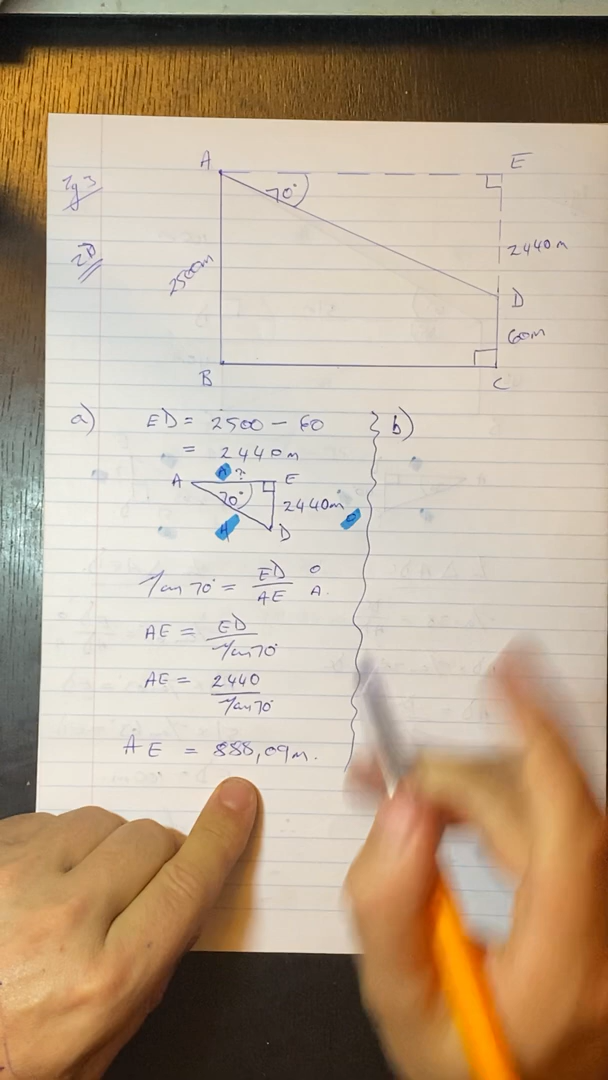 A E
70°
2440m
2500m
D
60m
B C
2D
a) ED = 2500 - 60
= 2440m
A ? E
70° 2440m
A
H
O
D
Tan 70° = ED/AE O/A
AE = ED/Tan70°
AE = 2440/Tan70°
AE = 888,09m.
b)